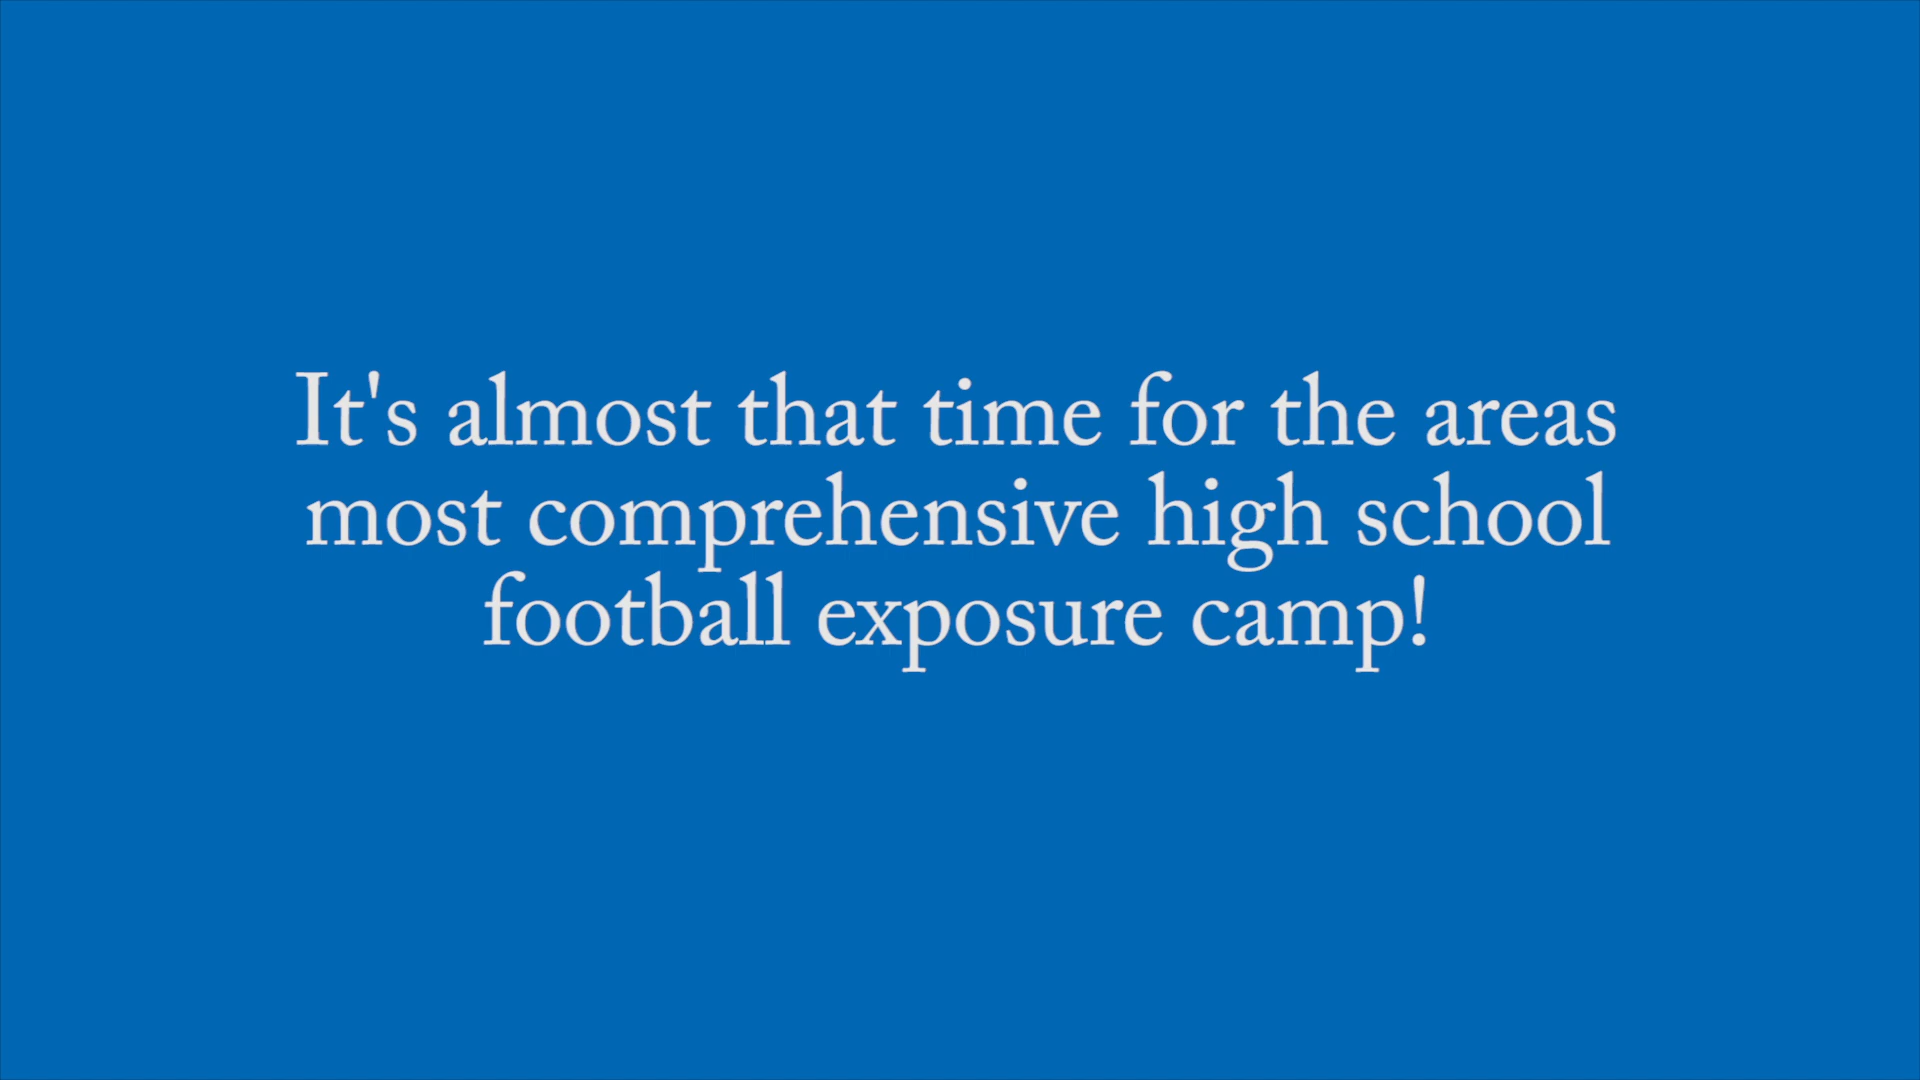 It's almost that time for the areas
most comprehensive high school
football exposure camp!